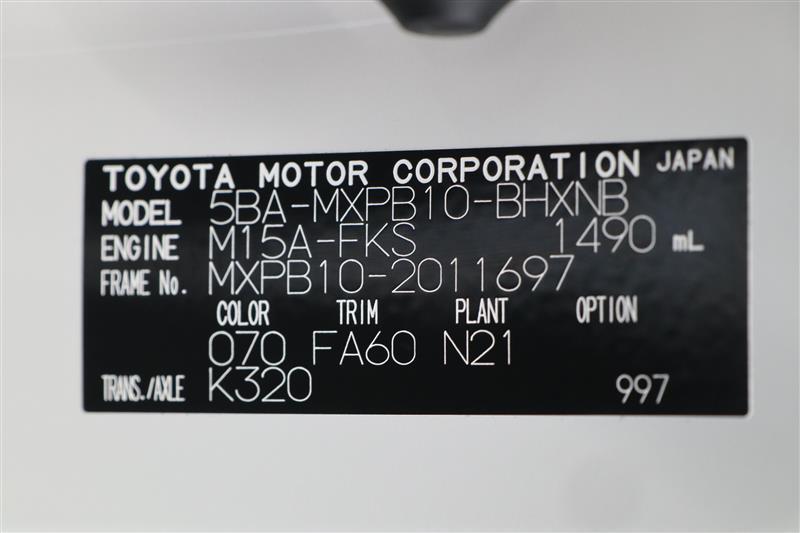 TOYOTA MOTOR CORPORATION JAPAN
MODEL 5BA-MXPB10-BHXNB
ENGINE M15A-FKS 1490 mL
FRAME No. MXPB10-2011697
COLOR TRIM PLANT OPTION
070 FA60 N21
TRANS./AXLE K320 997